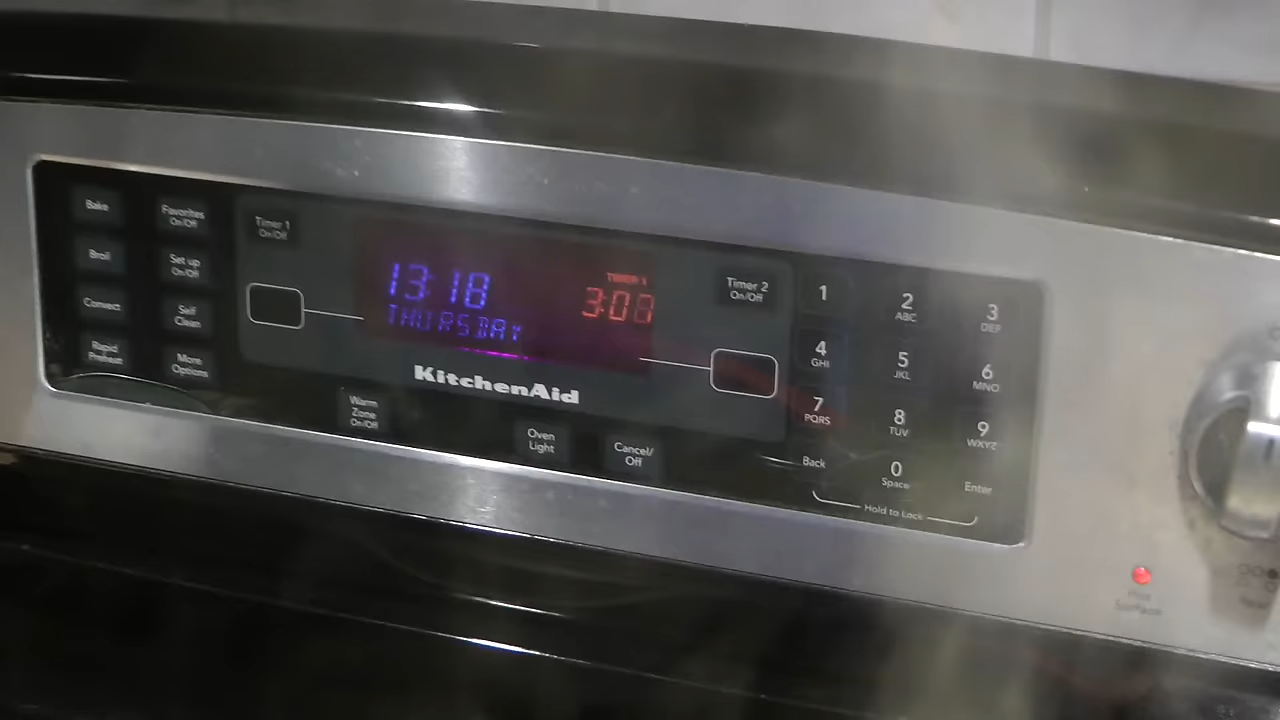 Bake
Favorites
On/Off
Broil
Set up
On/Off
Convect
Self
Clean
Rapid
Preheat
More
Options
Timer 1
On/Off
13:18
THURSDAY
TIMER 1
Timer 2
On/Off
KitchenAid
Warm
Zone
On/Off
Oven
Light
Cancel/
Off
1
2
ABC
3
DEF
4
GHI
5
JKL
6
MNO
7
PQRS
8
TUV
9
WXYZ
Back
0
Space
Enter
Hold to Lock
Hot
Surface